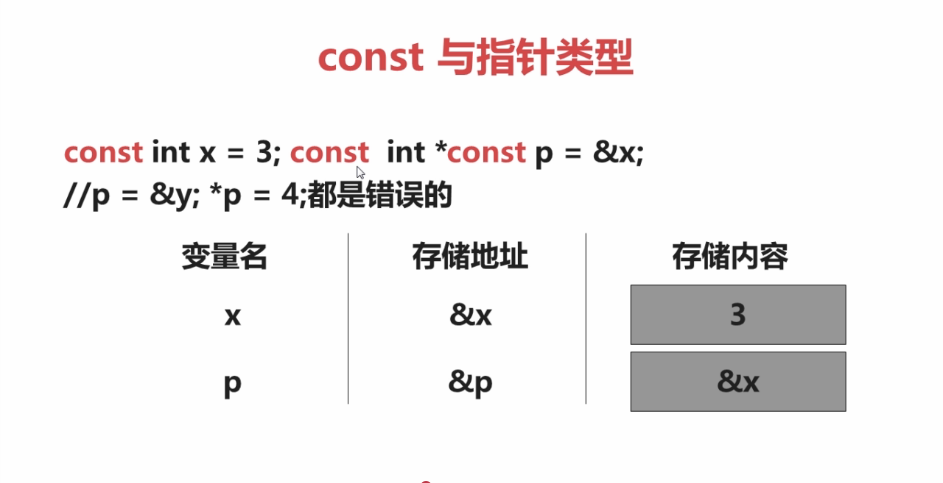 const 与指针类型
const int x = 3; const int *const p = &x;
//p = &y; *p = 4;都是错误的
变量名 存储地址 存储内容
x &x 3
p &p &x